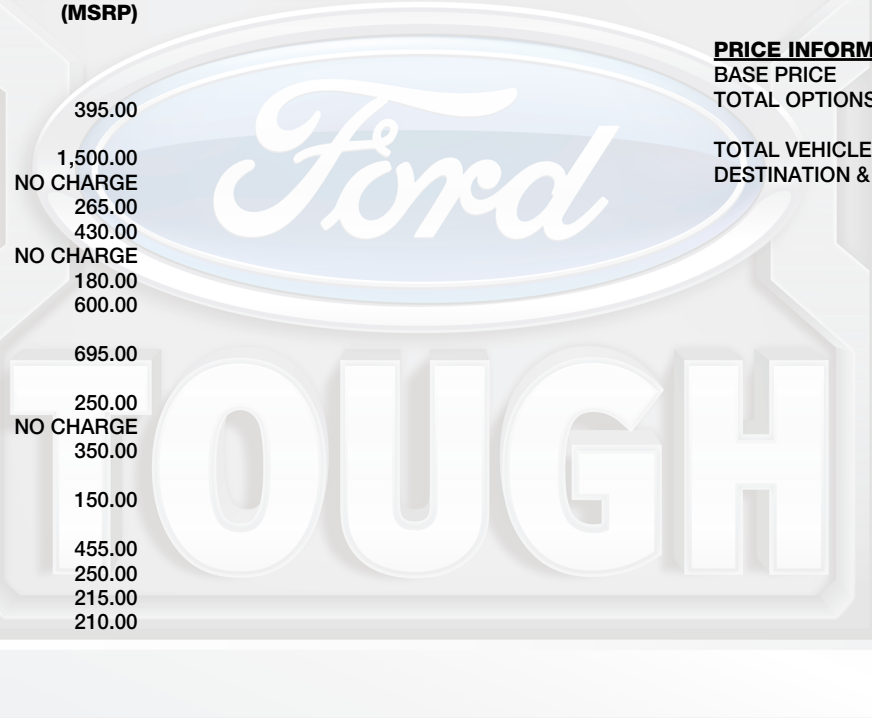 (MSRP)
395.00
1,500.00
NO CHARGE
265.00
430.00
NO CHARGE
180.00
600.00
695.00
250.00
NO CHARGE
350.00
150.00
455.00
250.00
215.00
210.00
PRICE INFORM
BASE PRICE
TOTAL OPTIONS
TOTAL VEHICLE
DESTINATION &
Ford
TOUGH